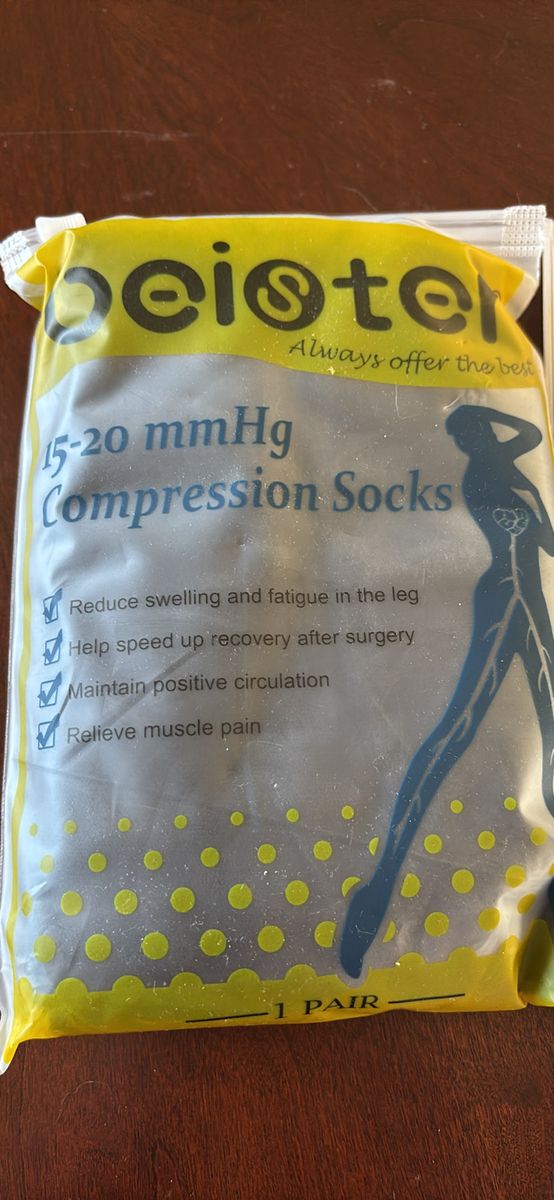 beister
Always offer the best
15-20 mmHg
Compression Socks
Reduce swelling and fatigue in the leg
Help speed up recovery after surgery
Maintain positive circulation
Relieve muscle pain
1 PAIR